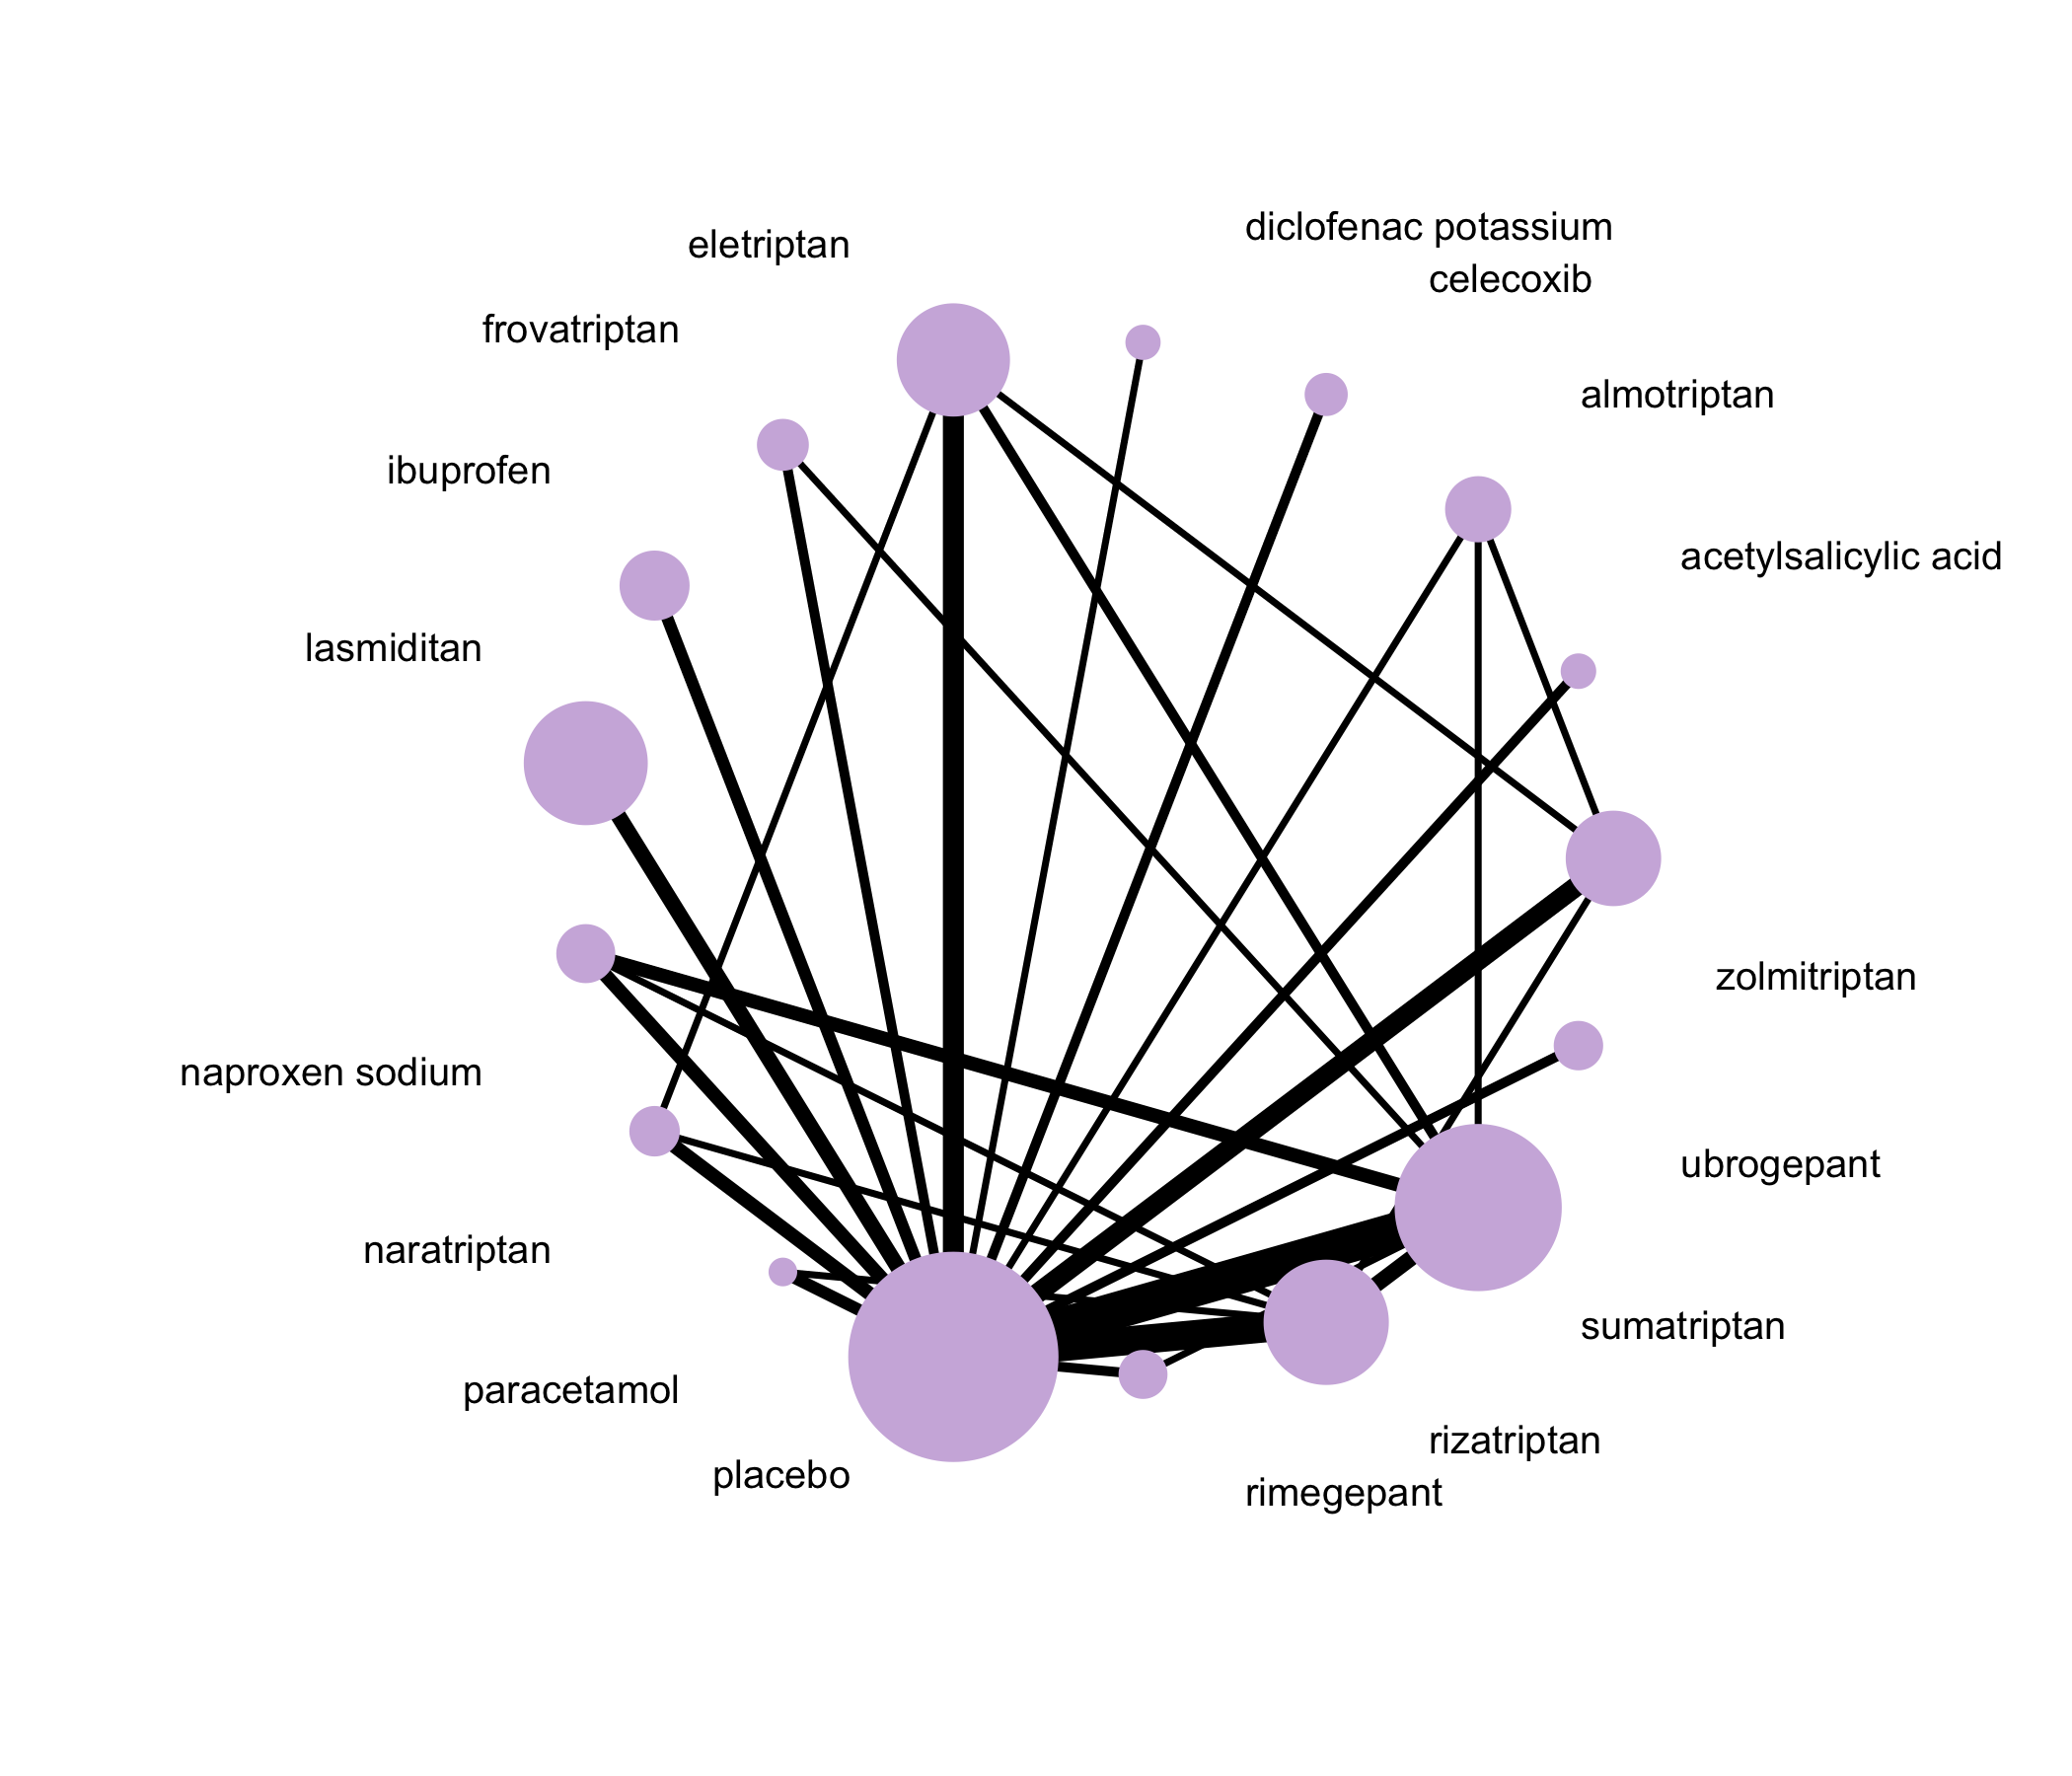 diclofenac potassium
eletriptan
celecoxib
frovatriptan
almotriptan
ibuprofen
acetylsalicylic acid
lasmiditan
zolmitriptan
naproxen sodium
ubrogepant
naratriptan
sumatriptan
paracetamol
rizatriptan
placebo
rimegepant